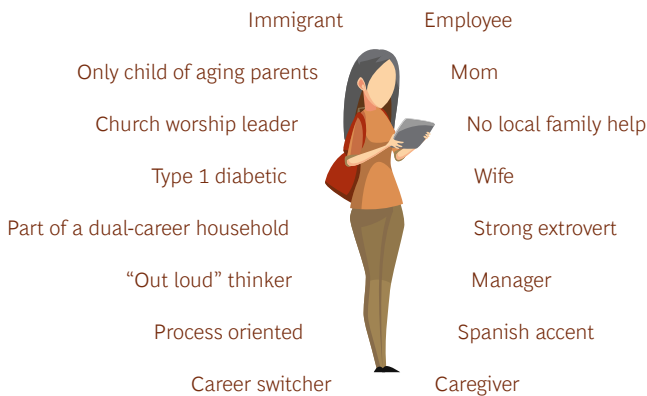 Immigrant
Employee
Only child of aging parents
Mom
Church worship leader
No local family help
Type 1 diabetic
Wife
Part of a dual-career household
Strong extrovert
“Out loud” thinker
Manager
Process oriented
Spanish accent
Career switcher
Caregiver